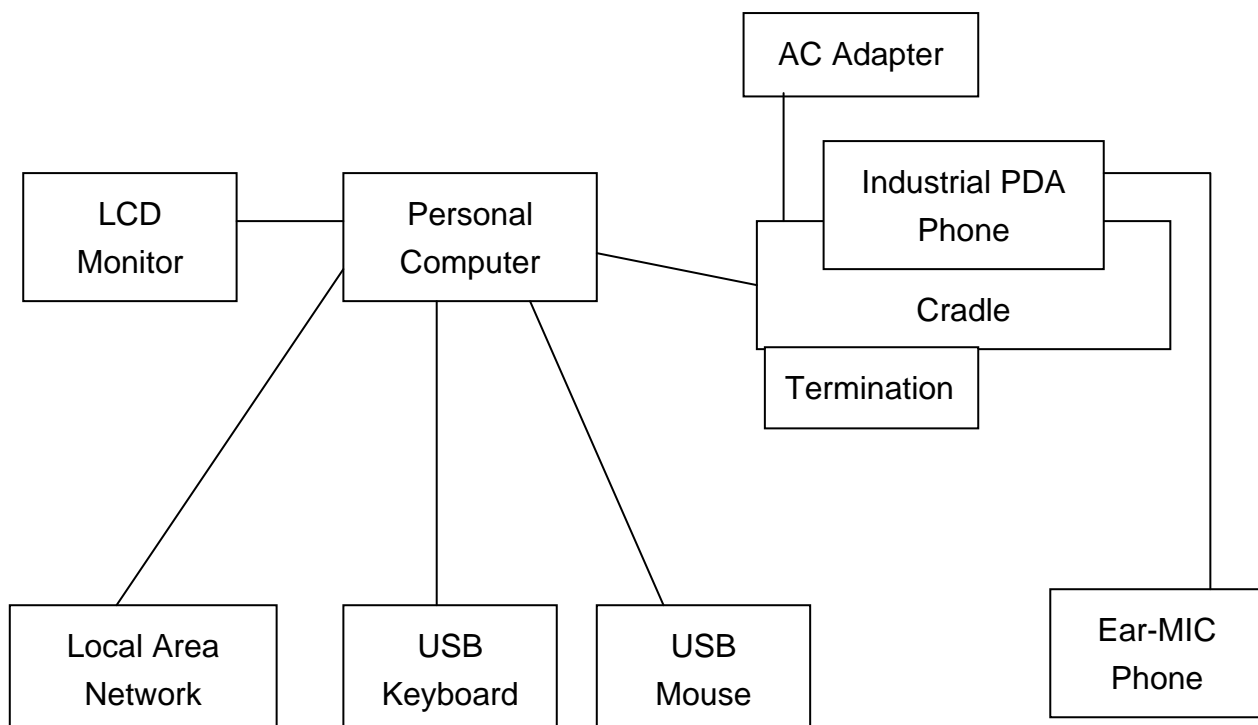 AC Adapter
Industrial PDA
Phone
LCD
Monitor
Personal
Computer
Cradle
Termination
Local Area
Network
USB
Keyboard
USB
Mouse
Ear-MIC
Phone